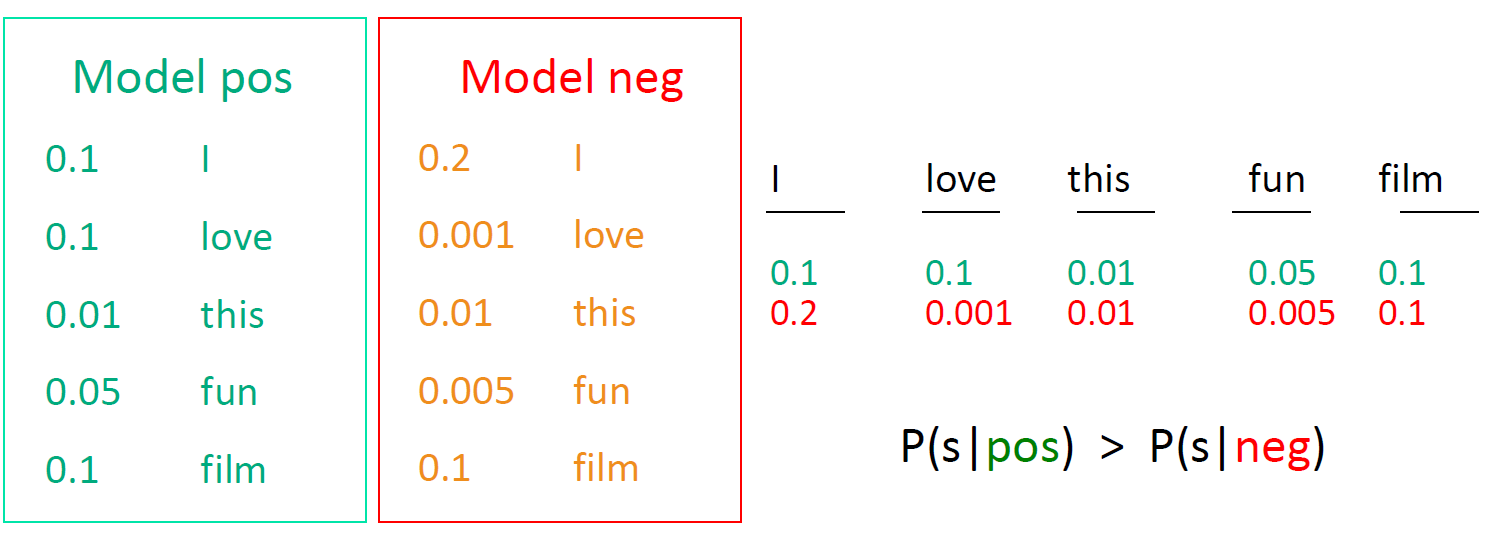 Model pos
0.1 I
0.1 love
0.01 this
0.05 fun
0.1 film
Model neg
0.2 I
0.001 love
0.01 this
0.005 fun
0.1 film
I love this fun film
0.1 0.1 0.01 0.05 0.1
0.2 0.001 0.01 0.005 0.1
P(s|pos) > P(s|neg)